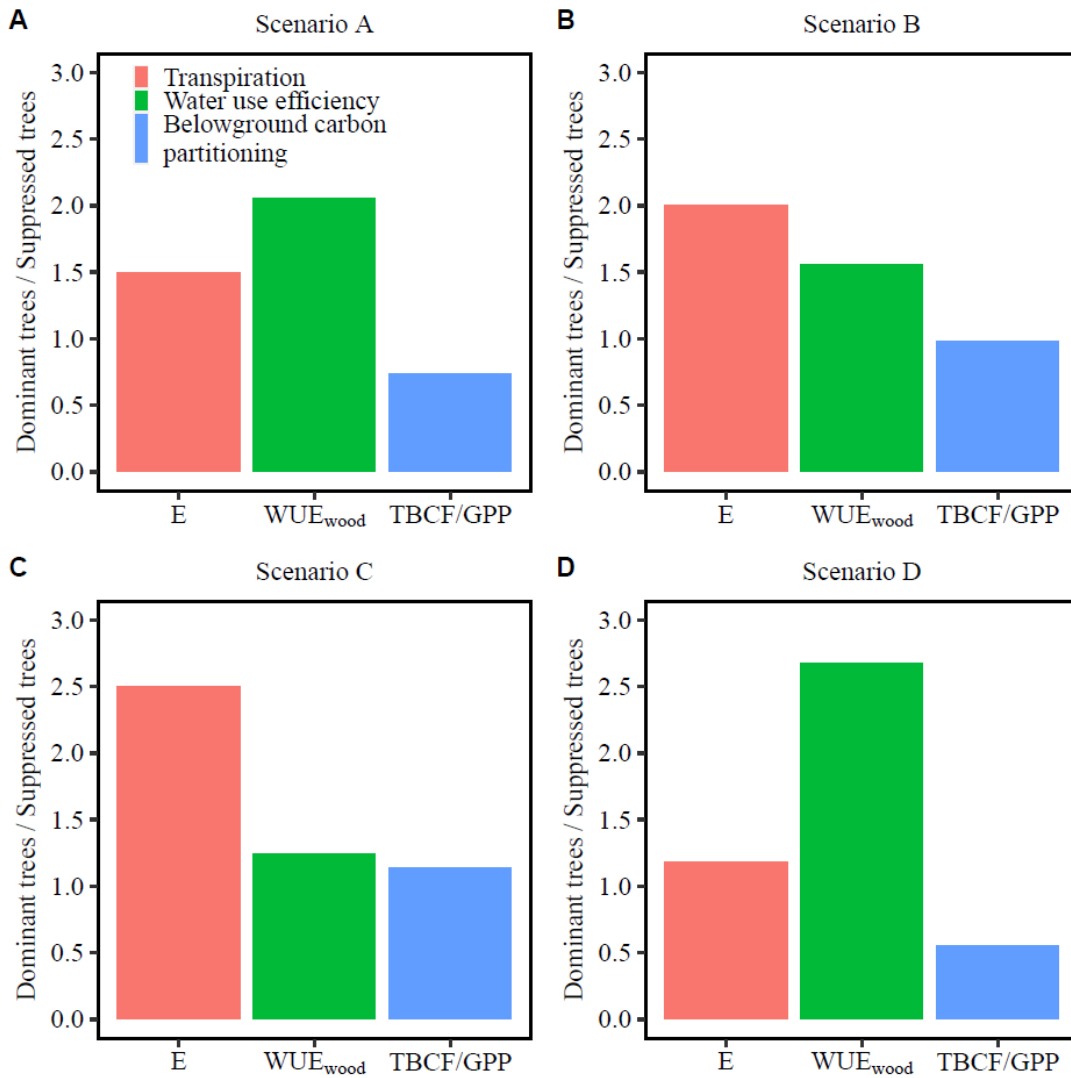 A
Scenario A
Dominant trees / Suppressed trees
3.0
2.5
2.0
1.5
1.0
0.5
0.0
Transpiration
Water use efficiency
Belowground carbon
partitioning
E
WUEwood
TBCF/GPP
B
Scenario B
Dominant trees / Suppressed trees
3.0
2.5
2.0
1.5
1.0
0.5
0.0
E
WUEwood
TBCF/GPP
C
Scenario C
Dominant trees / Suppressed trees
3.0
2.5
2.0
1.5
1.0
0.5
0.0
E
WUEwood
TBCF/GPP
D
Scenario D
Dominant trees / Suppressed trees
3.0
2.5
2.0
1.5
1.0
0.5
0.0
E
WUEwood
TBCF/GPP